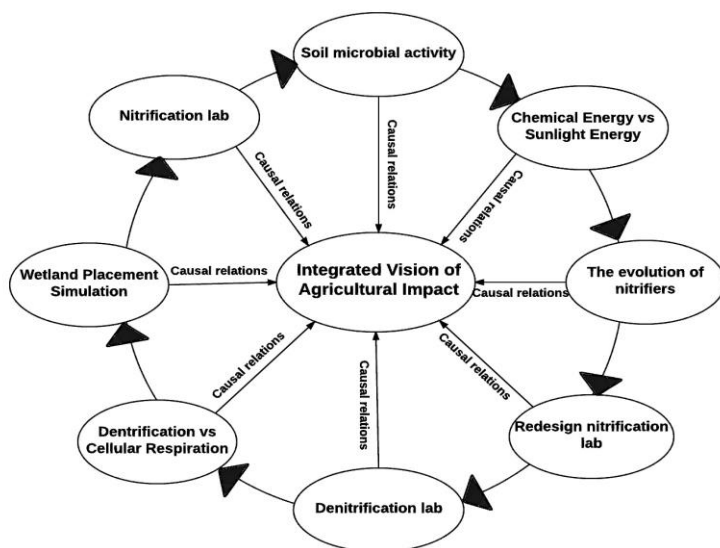 Soil microbial activity
Nitrification lab
Chemical Energy vs
Sunlight Energy
Causal relations
Causal relations
Causal relations
Wetland Placement
Simulation
Causal relations
Integrated Vision of
Agricultural Impact
The evolution of
nitrifiers
Causal relations
Causal relations
Causal relations
Causal relations
Dentrification vs
Cellular Respiration
Redesign nitrification
lab
Denitrification lab